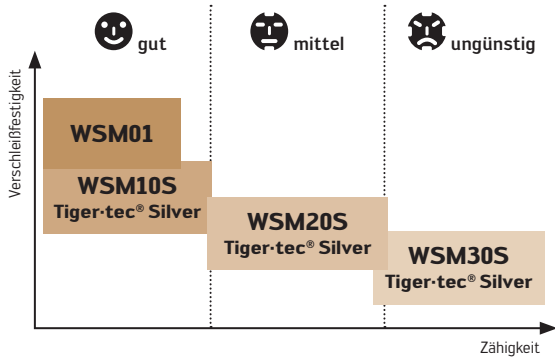 gut
mittel
ungünstig
Verschleißfestigkeit
WSM01
WSM10S
Tiger·tec® Silver
WSM20S
Tiger·tec® Silver
WSM30S
Tiger·tec® Silver
Zähigkeit